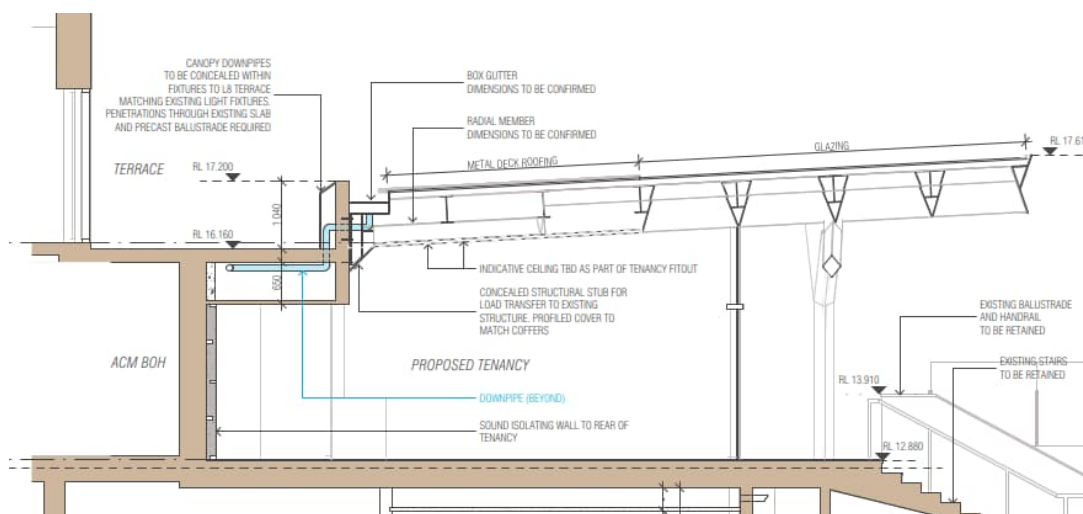 CANOPY DOWNPIPES
TO BE CONCEALED WITHIN
FIXTURES TO L8 TERRACE
MATCHING EXISTING LIGHT FIXTURES.
PENETRATIONS THROUGH EXISTING SLAB
AND PRECAST BALUSTRADE REQUIRED
BOX GUTTER
DIMENSIONS TO BE CONFIRMED
RADIAL MEMBER
DIMENSIONS TO BE CONFIRMED
METAL DECK ROOFING
GLAZING
RL 17.61
TERRACE
RL 17.200
1.040
RL 16.160
650
INDICATIVE CEILING TBD AS PART OF TENANCY FITOUT
CONCEALED STRUCTURAL STUB FOR
LOAD TRANSFER TO EXISTING
STRUCTURE. PROFILED COVER TO
MATCH COFFERS
EXISTING BALUSTRADE
AND HANDRAIL
TO BE RETAINED
ACM BOH
PROPOSED TENANCY
EXISTING STAIRS
TO BE RETAINED
RL 13.910
DOWNPIPE (BEYOND)
SOUND ISOLATING WALL TO REAR OF
TENANCY
RL 12.880